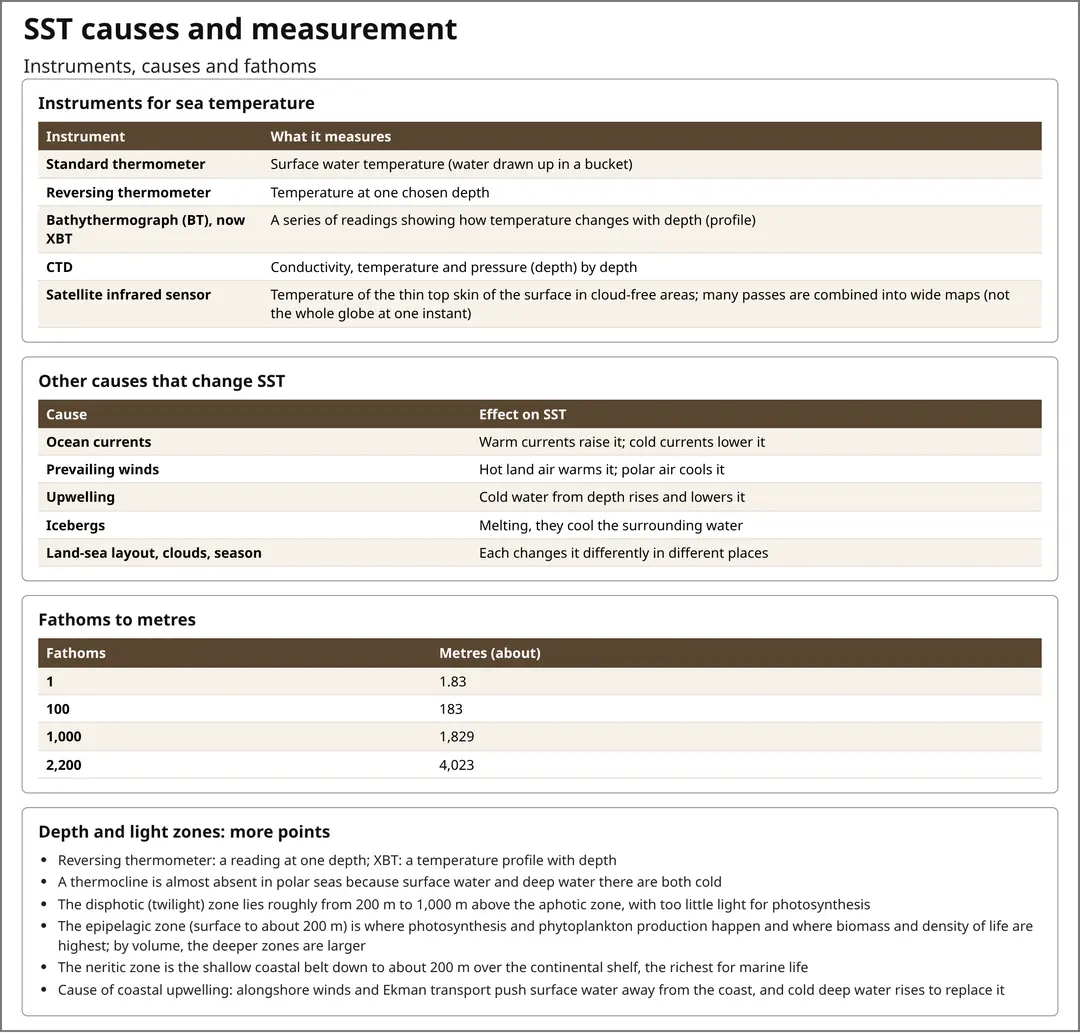 SST causes and measurement
Instruments, causes and fathoms
Instruments for sea temperature
Instrument What it measures
Standard thermometer Surface water temperature (water drawn up in a bucket)
Reversing thermometer Temperature at one chosen depth
Bathythermograph (BT), now A series of readings showing how temperature changes with depth (profile)
XBT
CTD Conductivity, temperature and pressure (depth) by depth
Satellite infrared sensor Temperature of the thin top skin of the surface in cloud-free areas; many passes are combined into wide maps (not
the whole globe at one instant)
Other causes that change SST
Cause Effect on SST
Ocean currents Warm currents raise it; cold currents lower it
Prevailing winds Hot land air warms it; polar air cools it
Upwelling Cold water from depth rises and lowers it
Icebergs Melting, they cool the surrounding water
Land-sea layout, clouds, season Each changes it differently in different places
Fathoms to metres
Fathoms Metres (about)
1 1.83
100 183
1,000 1,829
2,200 4,023
Depth and light zones: more points
• Reversing thermometer: a reading at one depth; XBT: a temperature profile with depth
• A thermocline is almost absent in polar seas because surface water and deep water there are both cold
• The disphotic (twilight) zone lies roughly from 200 m to 1,000 m above the aphotic zone, with too little light for photosynthesis
• The epipelagic zone (surface to about 200 m) is where photosynthesis and phytoplankton production happen and where biomass and density of life are
highest; by volume, the deeper zones are larger
• The neritic zone is the shallow coastal belt down to about 200 m over the continental shelf, the richest for marine life
• Cause of coastal upwelling: alongshore winds and Ekman transport push surface water away from the coast, and cold deep water rises to replace it